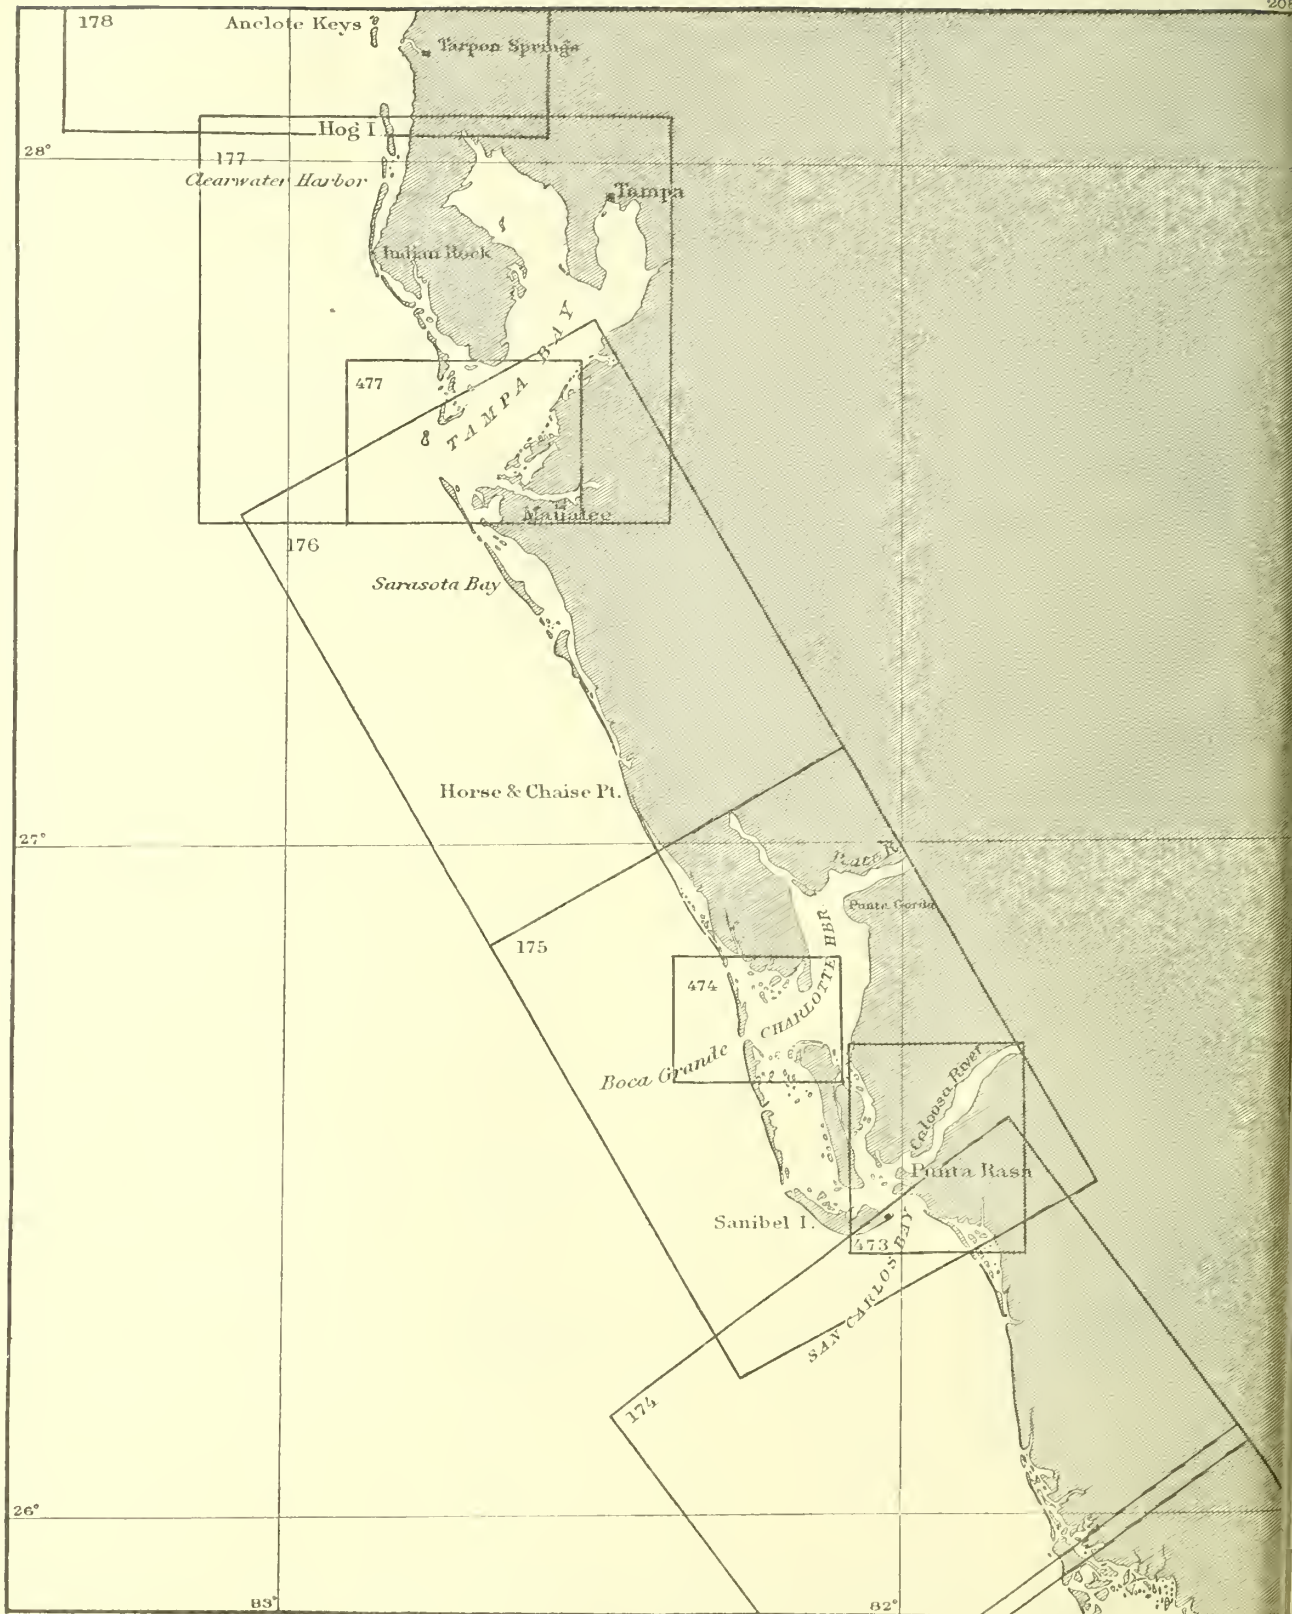 208
178
Anclote Keys
Tarpon Springs
Hog I
28°
177
Clearwater Harbor
Tampa
Indian Rock
TAMPA BAY
477
Manatee
176
Sarasota Bay
Horse & Chaise Pt.
27°
Punta Gorda
175
CHARLOTTE HBR
474
Boca Grande
Caloosa River
Punta Rasa
Sanibel I.
473
SAN CARLOS BAY
174
26°
83°
82°